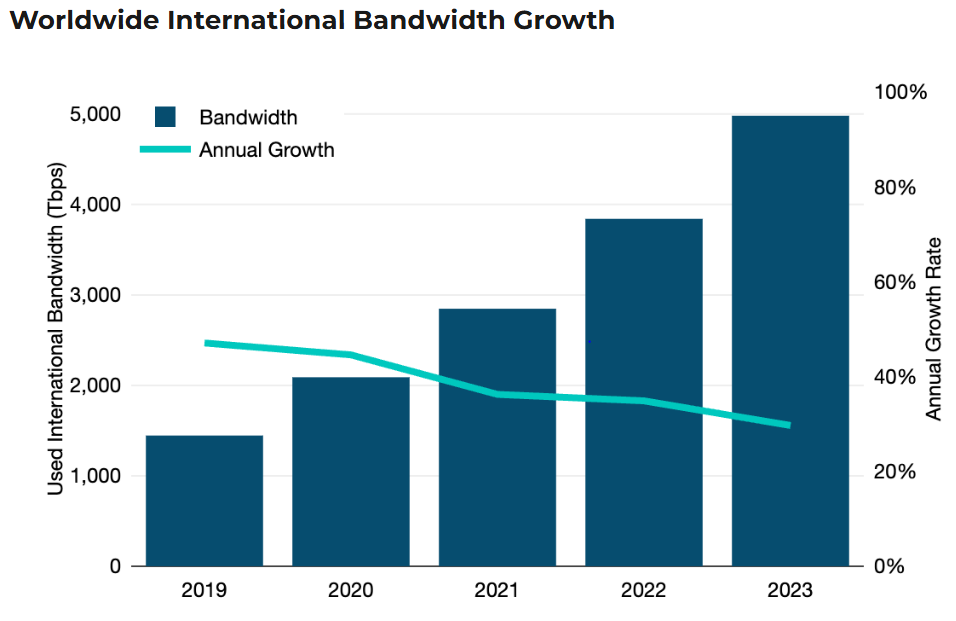 Worldwide International Bandwidth Growth
Bandwidth
Annual Growth
Used International Bandwidth (Tbps)
5,000
4,000
3,000
2,000
1,000
0
100%
80%
60%
40%
20%
0%
Annual Growth Rate
2019 2020 2021 2022 2023